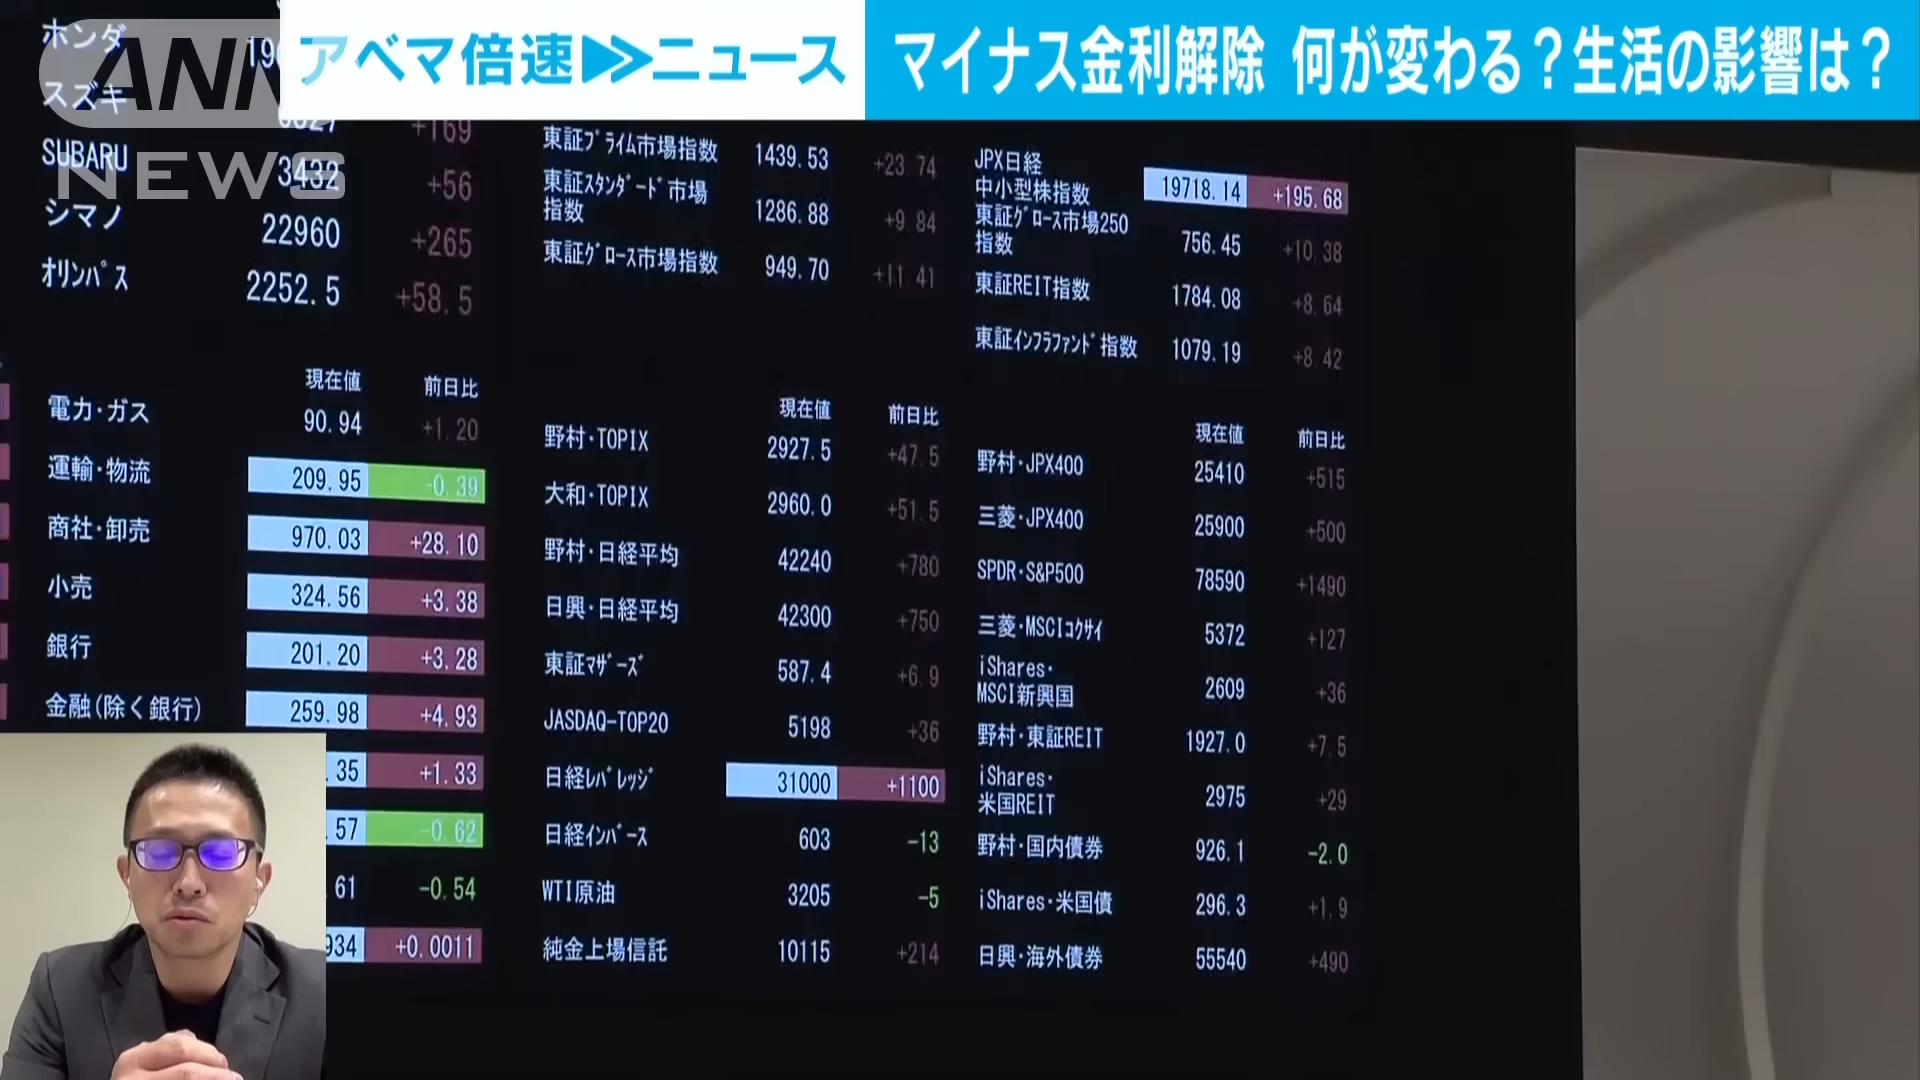 ANN NEWS
アベマ倍速ニュース
マイナス金利解除 何が変わる？生活の影響は？
ホンダ
スズキ
+169
SUBARU 3432 +56
シマノ 22960 +265
オリンパス 2252.5 +58.5
現在値 前日比
電力・ガス 90.94 +1.20
運輸・物流 209.95 -0.39
商社・卸売 970.03 +28.10
小売 324.56 +3.38
銀行 201.20 +3.28
金融(除く銀行) 259.98 +4.93
.35 +1.33
.57 -0.62
.61 -0.54
934 +0.0011
東証プライム市場指数 1439.53 +23.74
東証スタンダード市場
指数 1286.88 +9.84
東証グロース市場指数 949.70 +11.41
現在値 前日比
野村・TOPIX 2927.5 +47.5
大和・TOPIX 2960.0 +51.5
野村・日経平均 42240 +780
日興・日経平均 42300 +750
東証マザーズ 587.4 +6.9
JASDAQ-TOP20 5198 +36
日経レバレッジ 31000 +1100
日経インバース 603 -13
WTI原油 3205 -5
純金上場信託 10115 +214
JPX日経
中小型株指数 19718.14 +195.68
東証グロース市場250
指数 756.45 +10.38
東証REIT指数 1784.08 +8.64
東証インフラファンド指数 1079.19 +8.42
現在値 前日比
野村・JPX400 25410 +515
三菱・JPX400 25900 +500
SPDR・S&P500 78590 +1490
三菱・MSCIコクサイ 5372 +127
iShares・
MSCI新興国 2609 +36
野村・東証REIT 1927.0 +7.5
iShares・
米国REIT 2975 +29
野村・国内債券 926.1 -2.0
iShares・米国債 296.3 +1.9
日興・海外債券 55540 +490